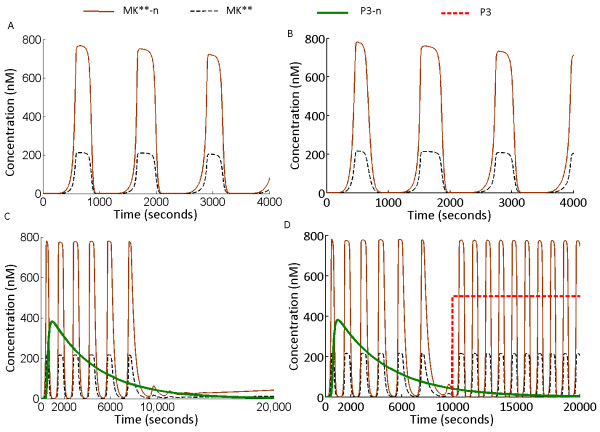 MK**-n MK** P3-n P3
A
Concentration (nM)
800
600
400
200
0
0 1000 2000 3000 4000
Time (seconds)
B
Concentration (nM)
800
600
400
200
0
0 1000 2000 3000 4000
Time (seconds)
C
Concentration (nM)
800
600
400
200
0
0 2000 6000 10,000 20,000
Time (seconds)
D
Concentration (nM)
800
600
400
200
0
0 2000 6000 10000 15000 20000
Time (seconds)